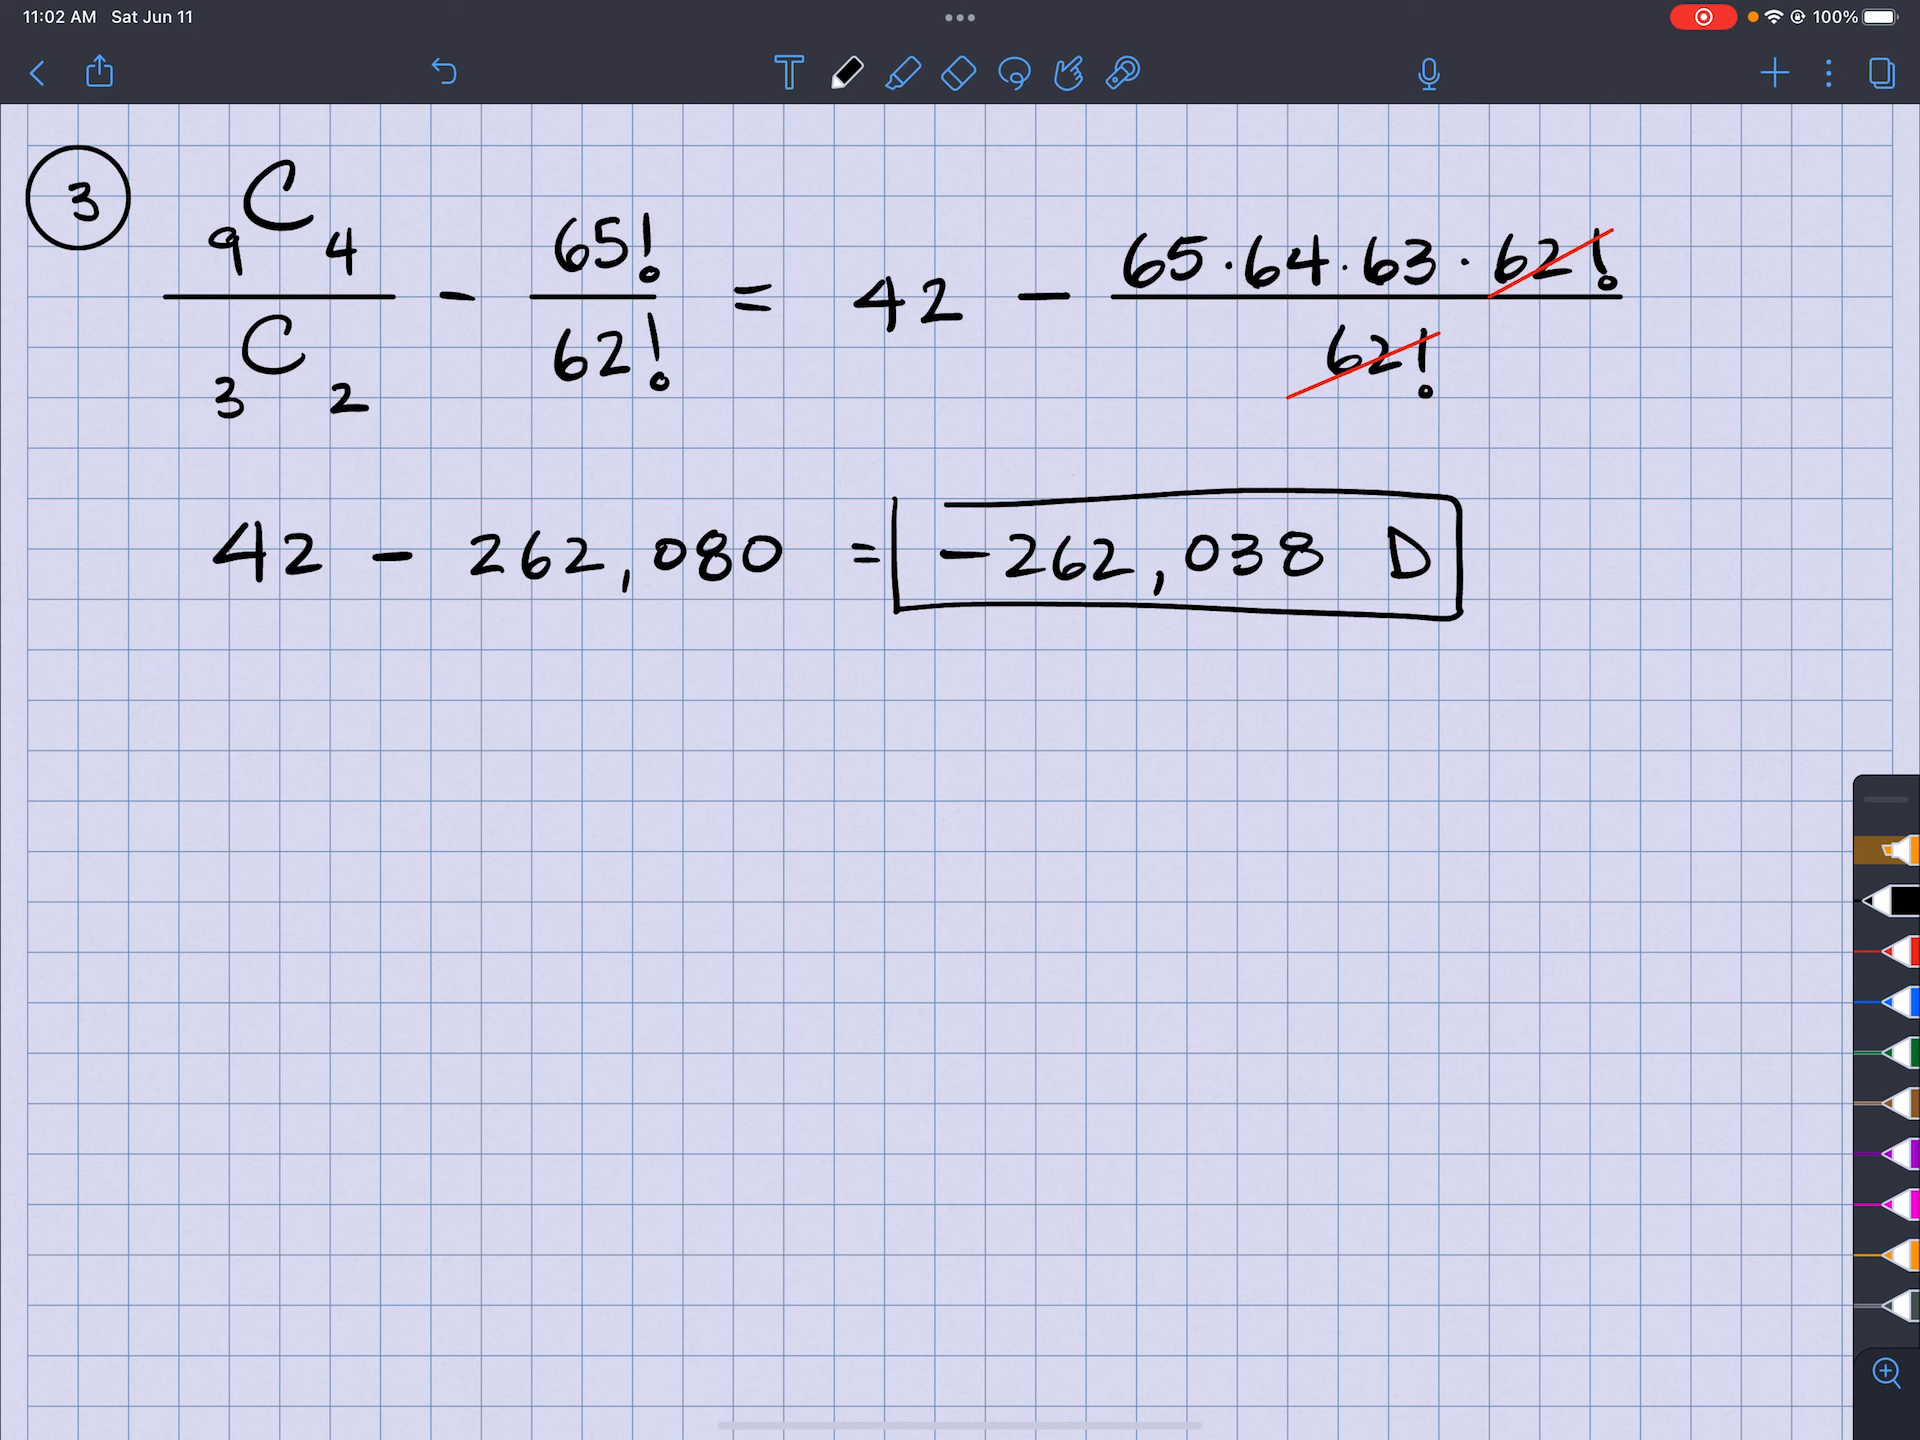 11:02 AM Sat Jun 11
100%
3
9C4 / 3C2 - 65! / 62! = 42 - 65·64·63·62! / 62!
42 - 262,080 = -262,038 D